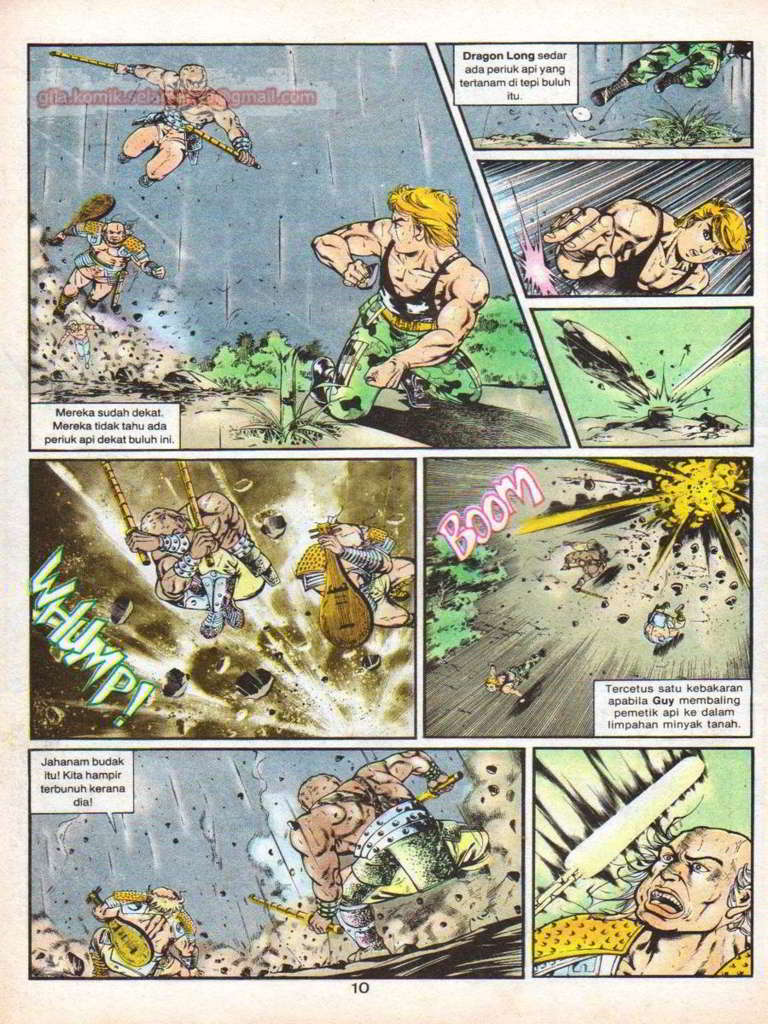 Dragon Long sedar
ada periuk api yang
tertanam di tepi buluh
itu.
Mereka sudah dekat.
Mereka tidak tahu ada
periuk api dekat buluh ini.
WHUMP!
BOOM
Tercetus satu kebakaran
apabila Guy membaling
pemetik api ke dalam
limpahan minyak tanah.
Jahanam budak
itu! Kita hampir
terbunuh kerana
dia!
10